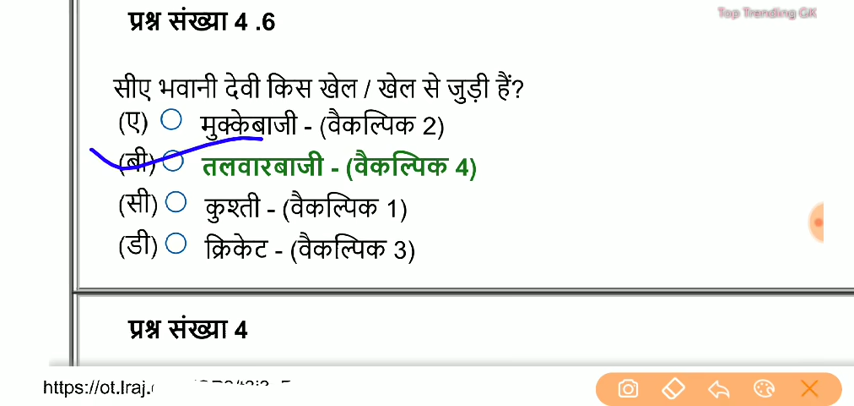 Top Trending GK
प्रश्न संख्या 4 .6
सीए भवानी देवी किस खेल / खेल से जुड़ी हैं?
(ए) मुक्केबाजी - (वैकल्पिक 2)
(बी) तलवारबाजी - (वैकल्पिक 4)
(सी) कुश्ती - (वैकल्पिक 1)
(डी) क्रिकेट - (वैकल्पिक 3)
प्रश्न संख्या 4
https://ot.lraj.